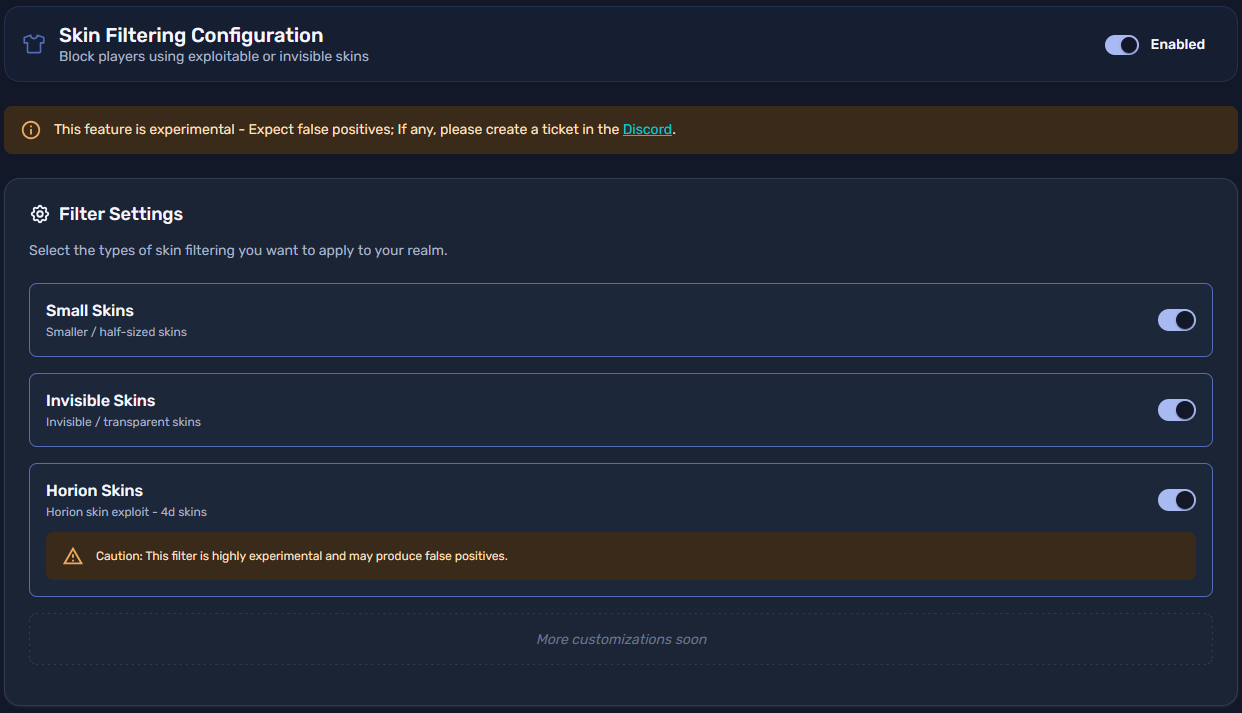 Skin Filtering Configuration
Block players using exploitable or invisible skins
Enabled
This feature is experimental - Expect false positives; If any, please create a ticket in the Discord.
Filter Settings
Select the types of skin filtering you want to apply to your realm.
Small Skins
Smaller / half-sized skins
Invisible Skins
Invisible / transparent skins
Horion Skins
Horion skin exploit - 4d skins
Caution: This filter is highly experimental and may produce false positives.
More customizations soon